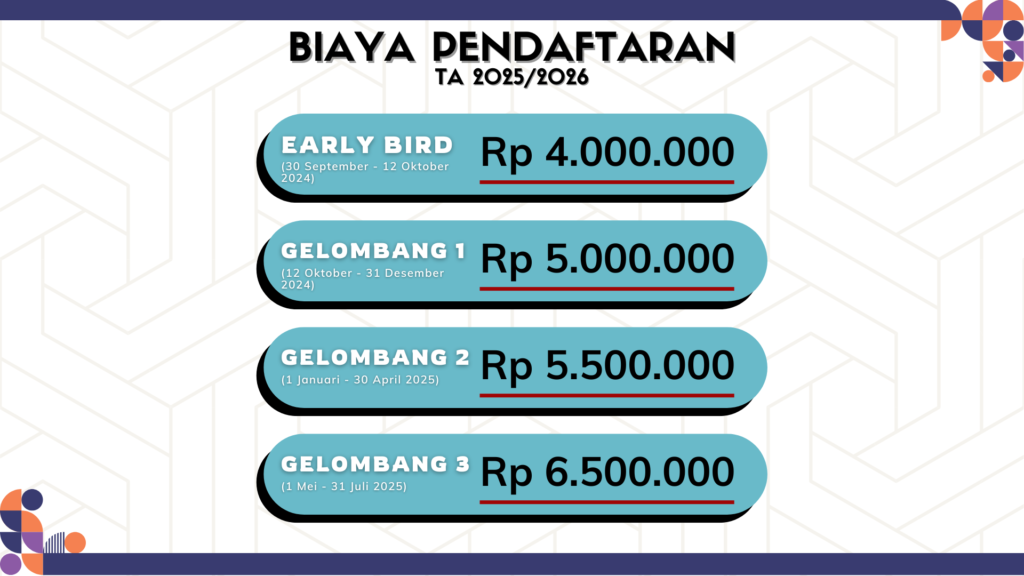 BIAYA PENDAFTARAN
TA 2025/2026
EARLY BIRD
(30 September - 12 Oktober
2024)
Rp 4.000.000
GELOMBANG 1
(12 Oktober - 31 Desember
2024)
Rp 5.000.000
GELOMBANG 2
(1 Januari - 30 April 2025)
Rp 5.500.000
GELOMBANG 3
(1 Mei - 31 Juli 2025)
Rp 6.500.000